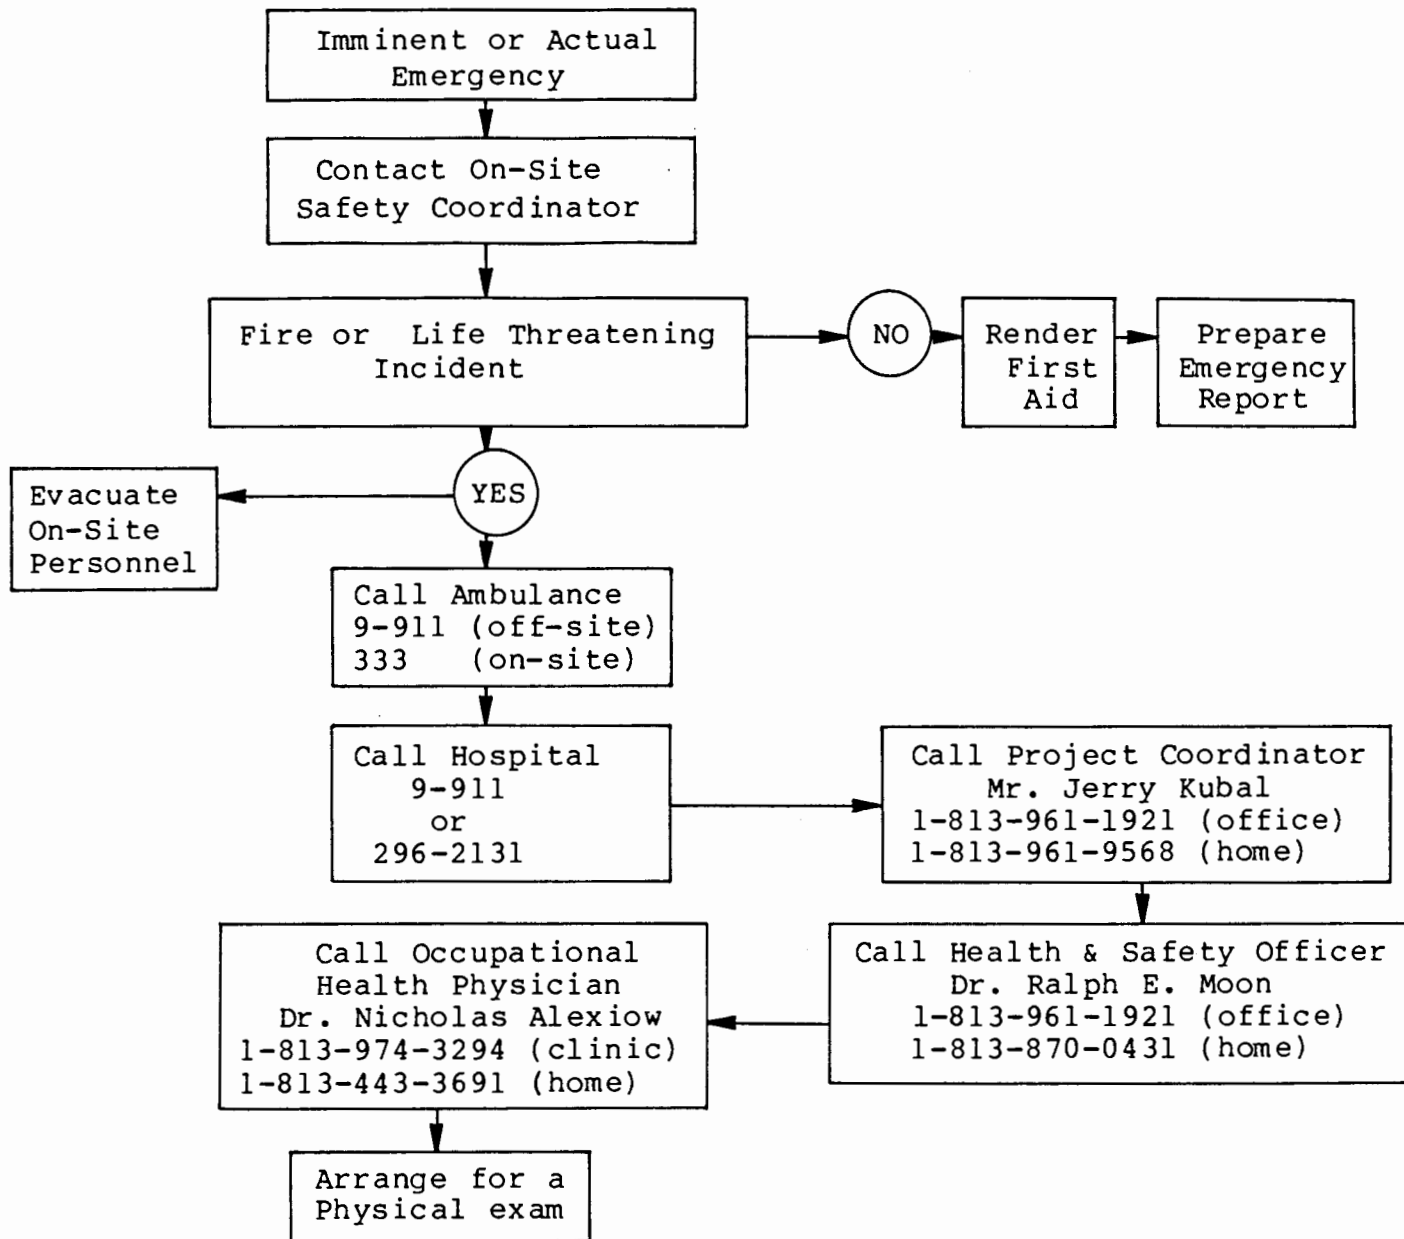 Imminent or Actual
Emergency
Contact On-Site
Safety Coordinator
Fire or Life Threatening
Incident
NO
Render
First
Aid
Prepare
Emergency
Report
YES
Evacuate
On-Site
Personnel
Call Ambulance
9-911 (off-site)
333 (on-site)
Call Hospital
9-911
or
296-2131
Call Project Coordinator
Mr. Jerry Kubal
1-813-961-1921 (office)
1-813-961-9568 (home)
Call Health & Safety Officer
Dr. Ralph E. Moon
1-813-961-1921 (office)
1-813-870-0431 (home)
Call Occupational
Health Physician
Dr. Nicholas Alexiow
1-813-974-3294 (clinic)
1-813-443-3691 (home)
Arrange for a
Physical exam